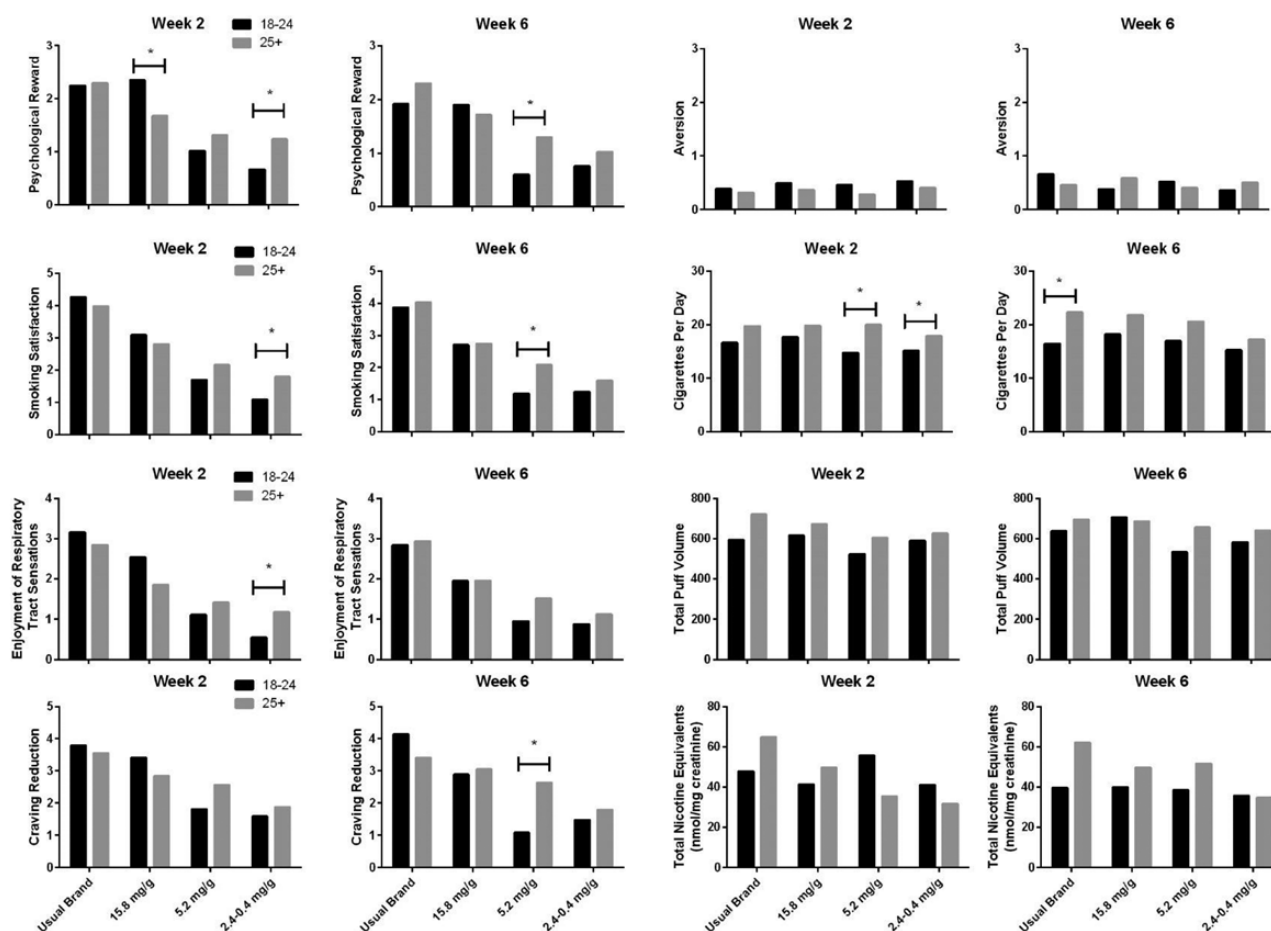 Week 2
18-24
25+
Psychological Reward
3
2
1
0
*
*
Week 6
Psychological Reward
3
2
1
0
*
Week 2
Aversion
3
2
1
0
Week 6
Aversion
3
2
1
0
Week 2
18-24
25+
Smoking Satisfaction
5
4
3
2
1
0
*
Week 6
Smoking Satisfaction
5
4
3
2
1
0
*
Week 2
Cigarettes Per Day
30
20
10
0
*
*
Week 6
Cigarettes Per Day
30
20
10
0
*
Week 2
18-24
25+
Enjoyment of Respiratory
Tract Sensations
4
3
2
1
0
*
Week 6
Enjoyment of Respiratory
Tract Sensations
4
3
2
1
0
Week 2
Total Puff Volume
800
600
400
200
0
Week 6
Total Puff Volume
800
600
400
200
0
Week 2
18-24
25+
Craving Reduction
5
4
3
2
1
0
Usual Brand
15.8 mg/g
5.2 mg/g
2.4-0.4 mg/g
Week 6
Craving Reduction
5
4
3
2
1
0
*
Usual Brand
15.8 mg/g
5.2 mg/g
2.4-0.4 mg/g
Week 2
Total Nicotine Equivalents
(nmol/mg creatinine)
80
60
40
20
0
Usual Brand
15.8 mg/g
5.2 mg/g
2.4-0.4 mg/g
Week 6
Total Nicotine Equivalents
(nmol/mg creatinine)
80
60
40
20
0
Usual Brand
15.8 mg/g
5.2 mg/g
2.4-0.4 mg/g